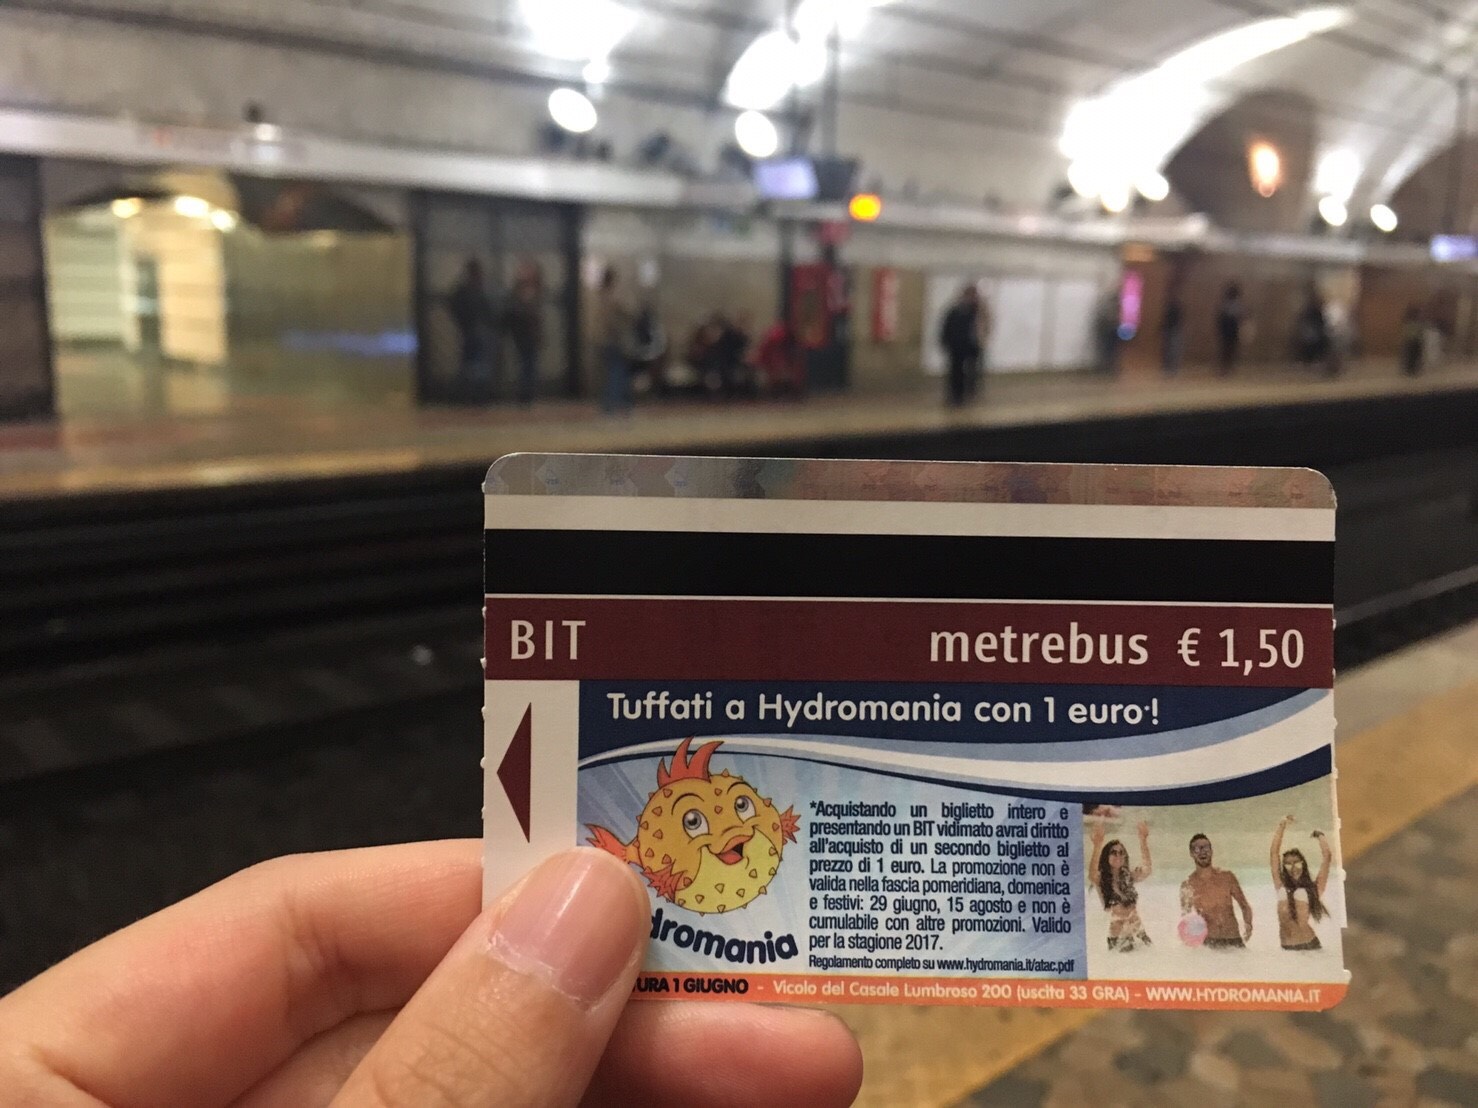 BIT metrebus € 1,50
Tuffati a Hydromania con 1 euro*!
*Acquistando un biglietto intero e
presentando un BIT vidimato avrai diritto
all'acquisto di un secondo biglietto al
prezzo di 1 euro. La promozione non è
valida nella fascia pomeridiana, domenica
e festivi: 29 giugno, 15 agosto e non è
cumulabile con altre promozioni. Valido
per la stagione 2017.
Regolamento completo su www.hydromania.it/atac.pdf
dromania
URA 1 GIUGNO - Vicolo del Casale Lumbroso 200 (uscita 33 GRA) - WWW.HYDROMANIA.IT